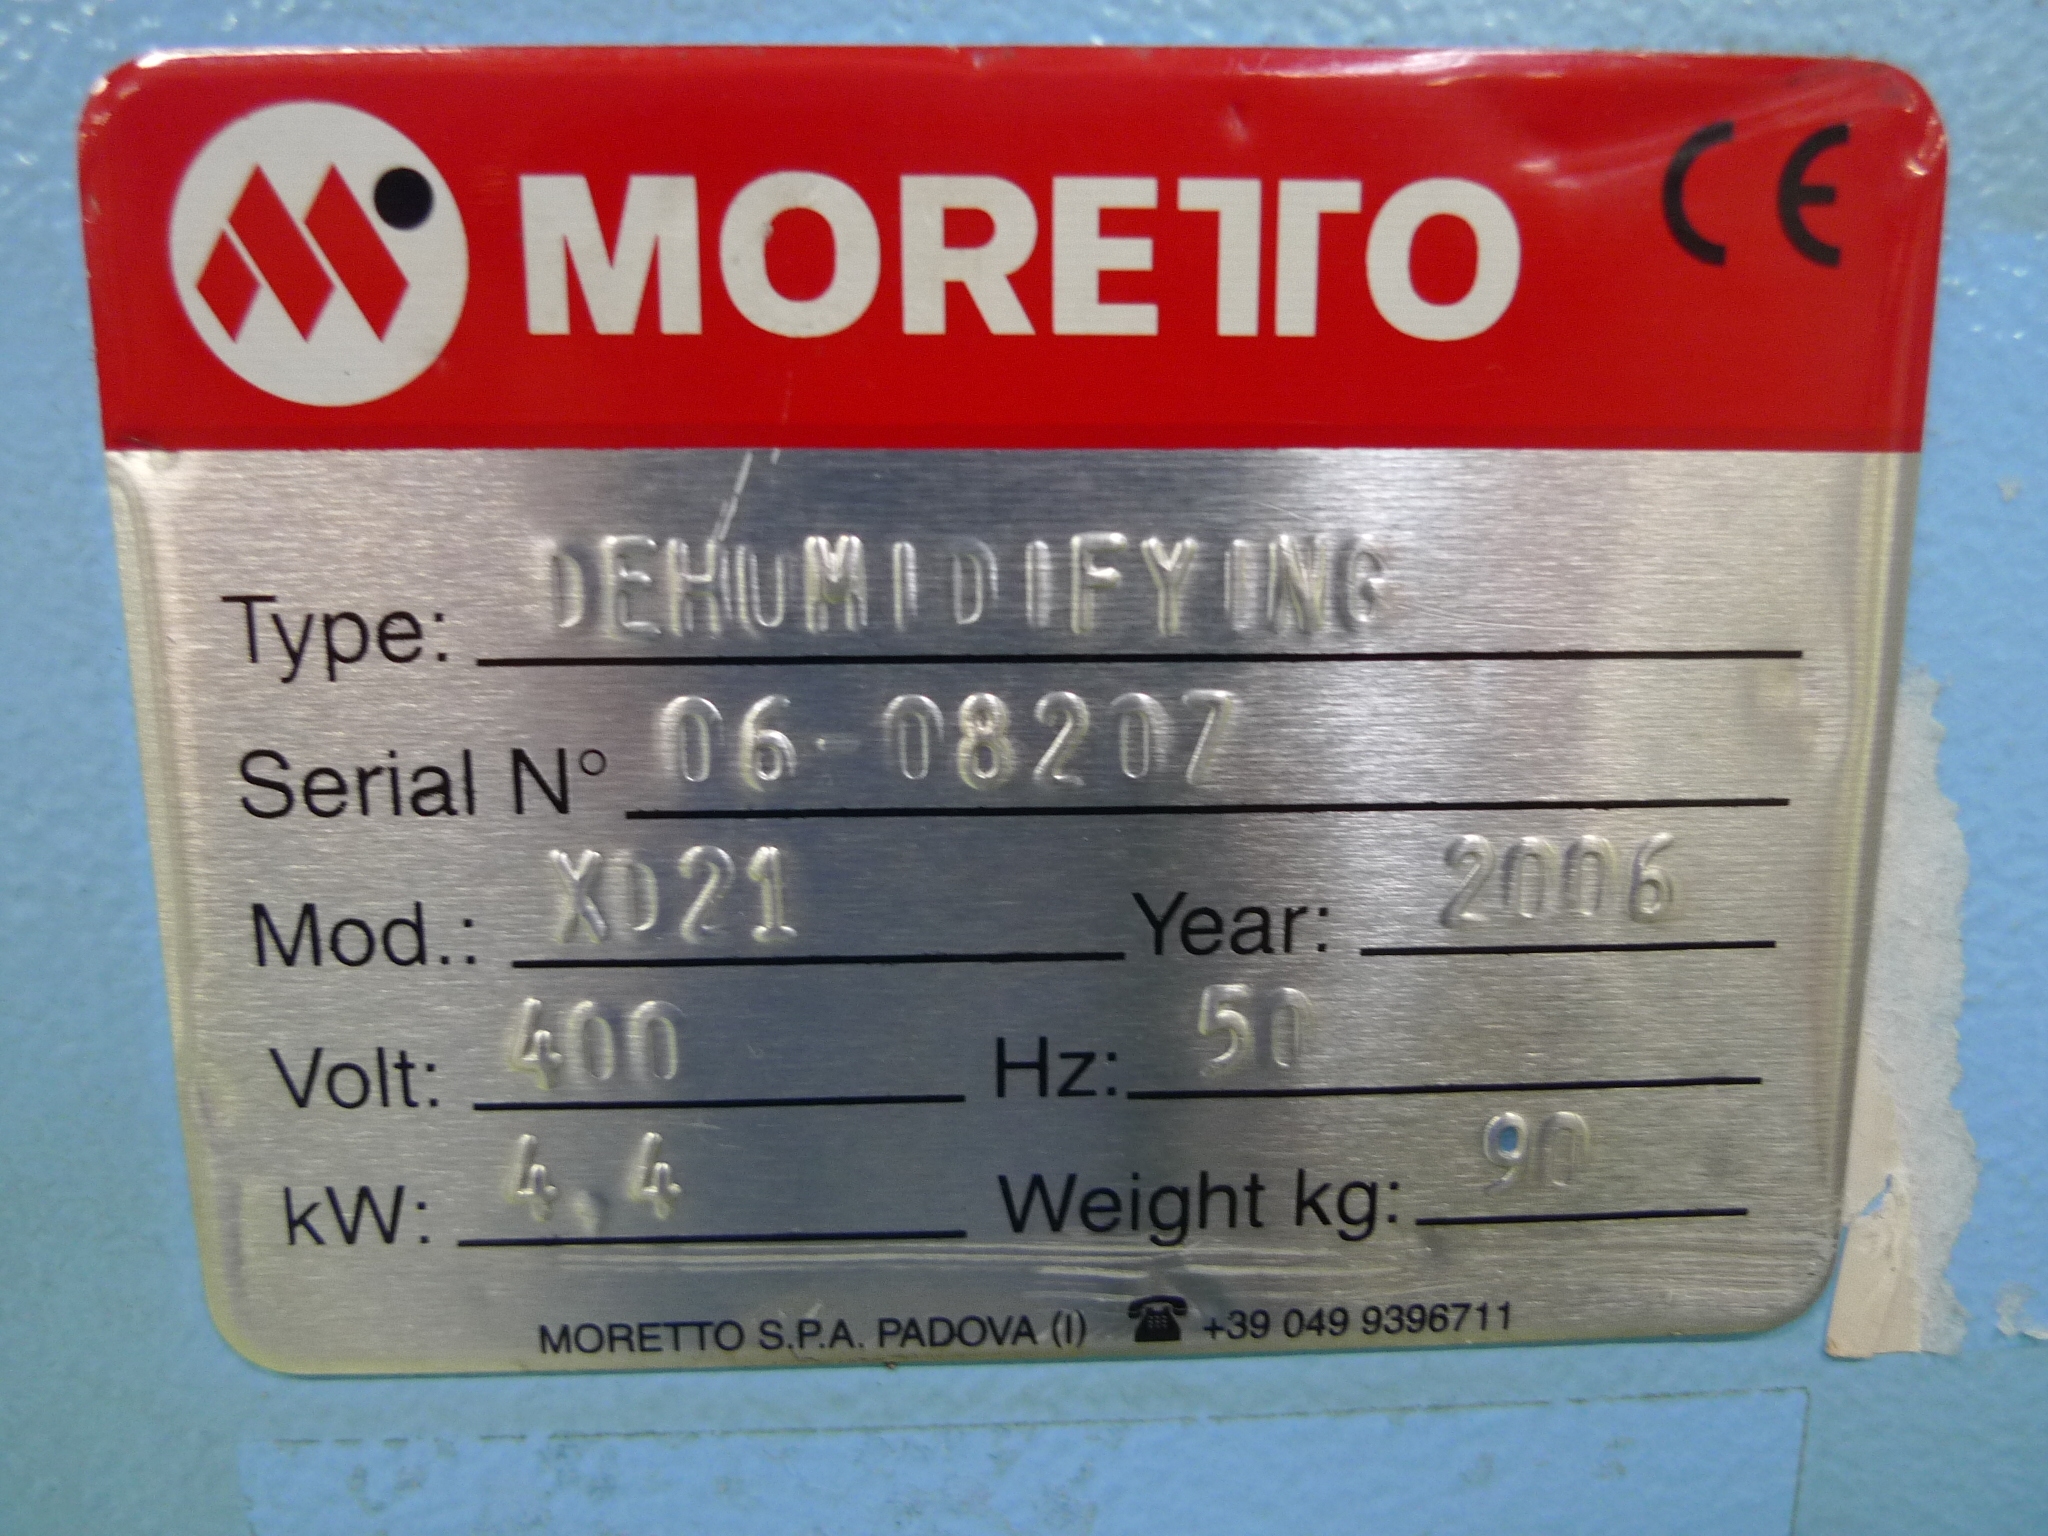 MORETTO CE
Type: DEHUMIDIFYING
Serial N° 06-08207
Mod.: XD21 Year: 2006
Volt: 400 Hz: 50
kW: 4,4 Weight kg: 90
MORETTO S.P.A. PADOVA (I) ☎ +39 049 9396711